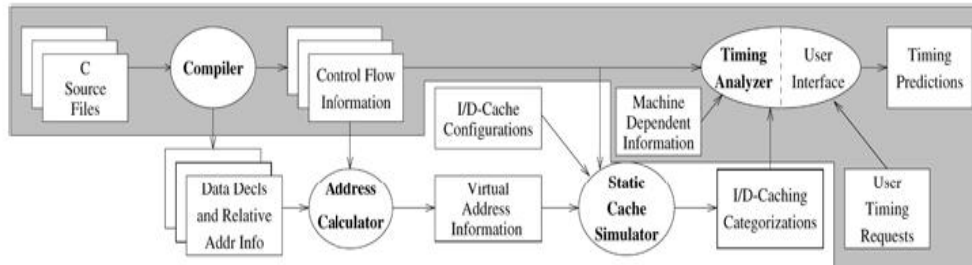 C
Source
Files
Compiler
Control Flow
Information
Timing
Analyzer
User
Interface
Timing
Predictions
I/D-Cache
Configurations
Machine
Dependent
Information
Data Decls
and Relative
Addr Info
Address
Calculator
Virtual
Address
Information
Static
Cache
Simulator
I/D-Caching
Categorizations
User
Timing
Requests